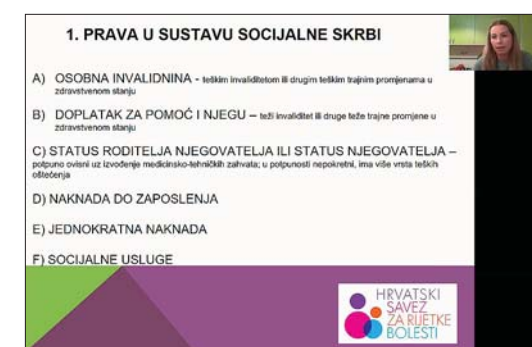 1. PRAVA U SUSTAVU SOCIJALNE SKRBI
A) OSOBNA INVALIDNINA - teškim invaliditetom ili drugim teškim trajnim promjenama u
zdravstvenom stanju
B) DOPLATAK ZA POMOĆ I NJEGU – teži invaliditet ili druge teže trajne promjene u
zdravstvenom stanju
C) STATUS RODITELJA NJEGOVATELJA ILI STATUS NJEGOVATELJA –
potpuno ovisni uz izvođenje medicinsko-tehničkih zahvata; u potpunosti nepokretni, ima više vrsta teških
oštećenja
D) NAKNADA DO ZAPOSLENJA
E) JEDNOKRATNA NAKNADA
F) SOCIJALNE USLUGE
HRVATSKI
SAVEZ
ZA RIJETKE
BOLESTI